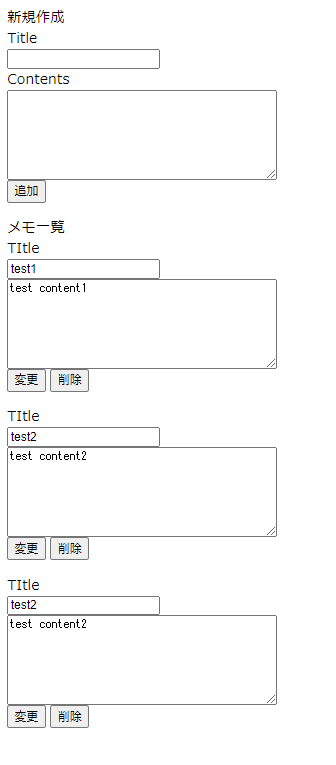 新規作成
Title
Contents
追加
メモ一覧
TItle
test1
test content1
変更 削除
TItle
test2
test content2
変更 削除
TItle
test2
test content2
変更 削除